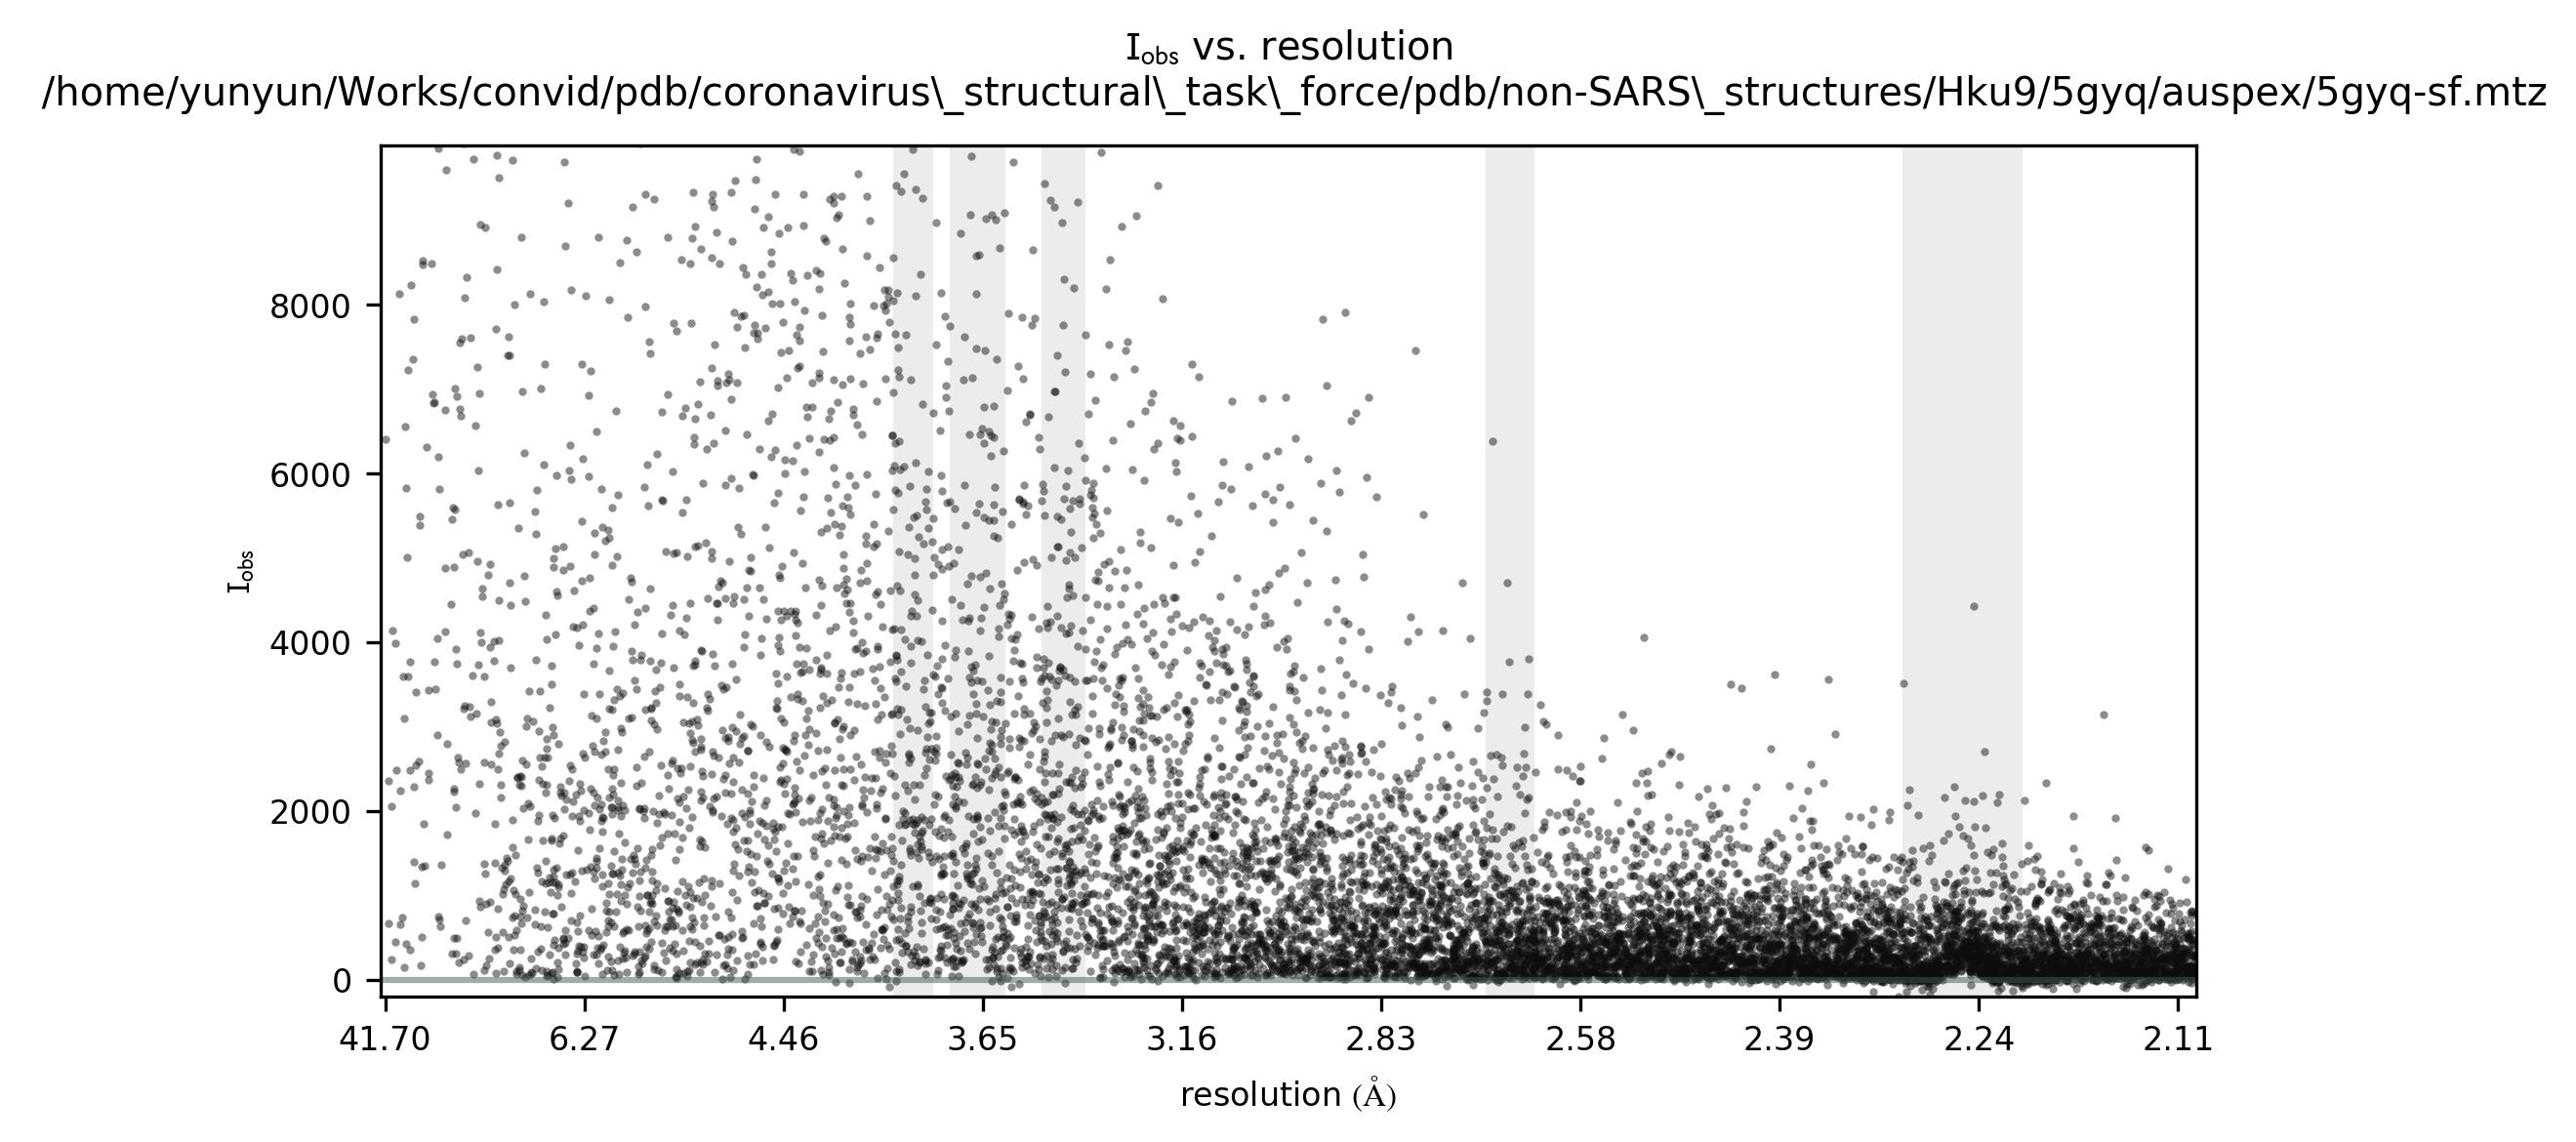 I_obs vs. resolution
/home/yunyun/Works/convid/pdb/coronavirus\_structural\_task\_force/pdb/non-SARS\_structures/Hku9/5gyq/auspex/5gyq-sf.mtz
I_obs
8000
6000
4000
2000
0
41.70 6.27 4.46 3.65 3.16 2.83 2.58 2.39 2.24 2.11
resolution (Å)